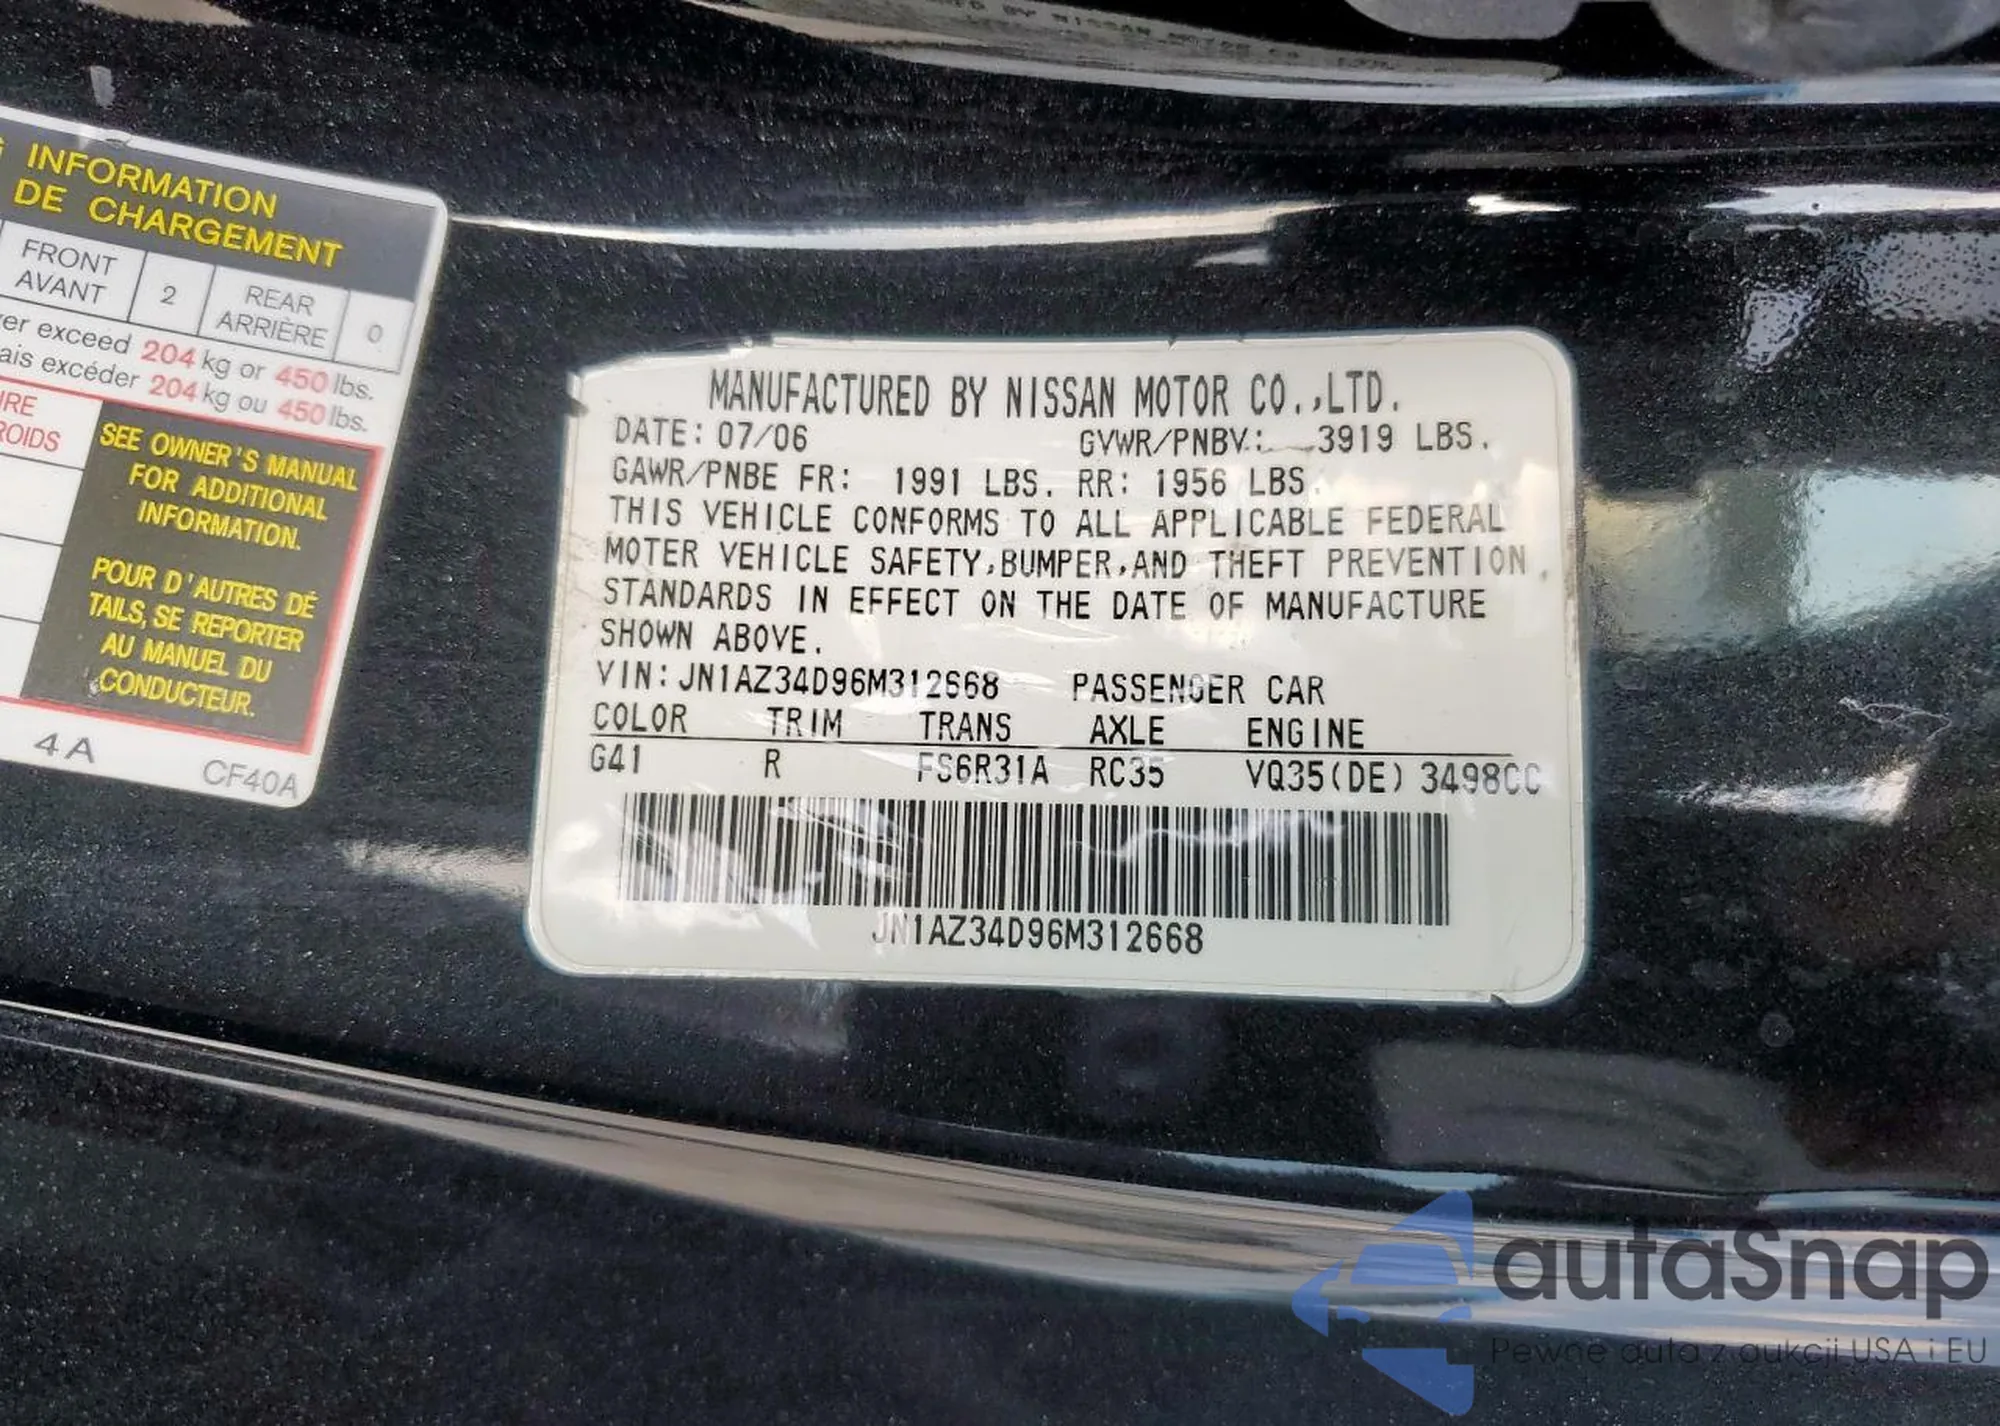 INFORMATION
DE CHARGEMENT
FRONT
AVANT
2
REAR
ARRIÈRE
0
exceed 204 kg or 450 lbs.
excéder 204 kg ou 450 lbs.
SEE OWNER'S MANUAL
FOR ADDITIONAL
INFORMATION.
POUR D'AUTRES DÉ
TAILS, SE REPORTER
AU MANUEL DU
CONDUCTEUR.
4A
CF40A
MANUFACTURED BY NISSAN MOTOR CO.,LTD.
DATE: 07/06 GVWR/PNBV: 3919 LBS.
GAWR/PNBE FR: 1991 LBS. RR: 1956 LBS.
THIS VEHICLE CONFORMS TO ALL APPLICABLE FEDERAL
MOTER VEHICLE SAFETY,BUMPER,AND THEFT PREVENTION
STANDARDS IN EFFECT ON THE DATE OF MANUFACTURE
SHOWN ABOVE.
VIN: JN1AZ34D96M312668 PASSENGER CAR
COLOR TRIM TRANS AXLE ENGINE
G41 R FS6R31A RC35 VQ35(DE) 3498CC
JN1AZ34D96M312668
autaSnap
Pewne auta z aukcji USA i EU